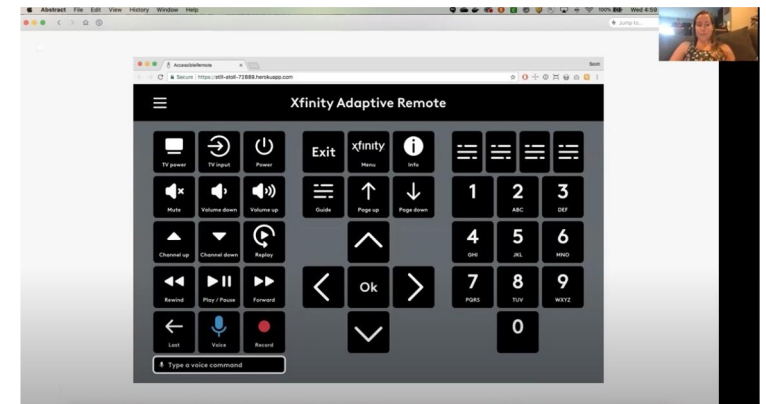 Abstract File Edit View History Window Help
100% Wed 4:59
Jump to...
AccessibleRemote
Scott
Secure https://still-atoll-72889.herokuapp.com
Xfinity Adaptive Remote
TV power TV input Power
Exit xfinity Menu Info
Mute Volume down Volume up
Guide Page up Page down
1 2 ABC 3 DEF
Channel up Channel down Replay
4 GHI 5 JKL 6 MNO
Rewind Play / Pause Forward
Ok
7 PQRS 8 TUV 9 WXYZ
Last Voice Record
0
Type a voice command